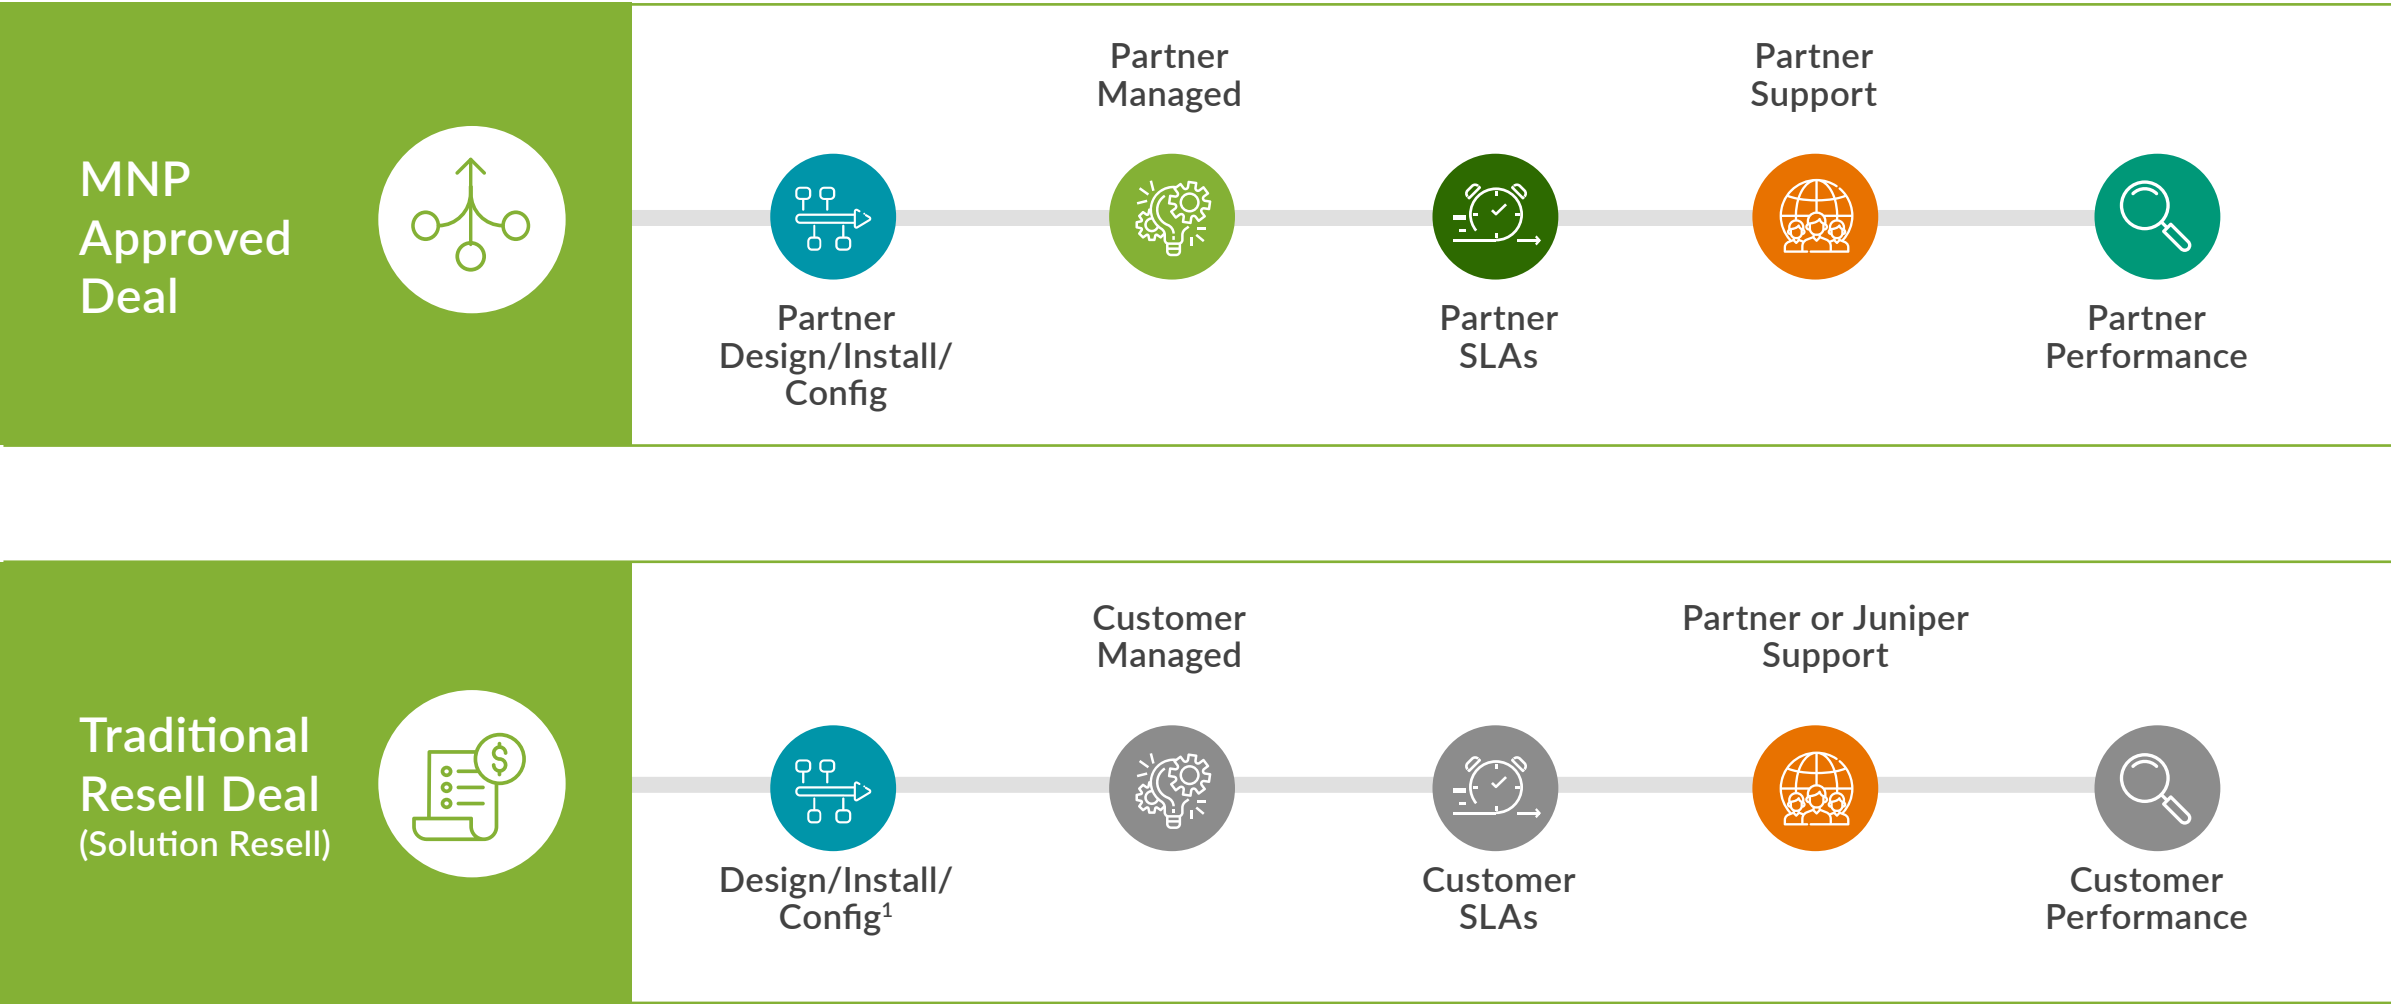 MNP
Approved
Deal
Partner
Managed
Partner
Support
Partner
Design/Install/
Config
Partner
SLAs
Partner
Performance
Traditional
Resell Deal
(Solution Resell)
$
Customer
Managed
Partner or Juniper
Support
Design/Install/
Config¹
Customer
SLAs
Customer
Performance